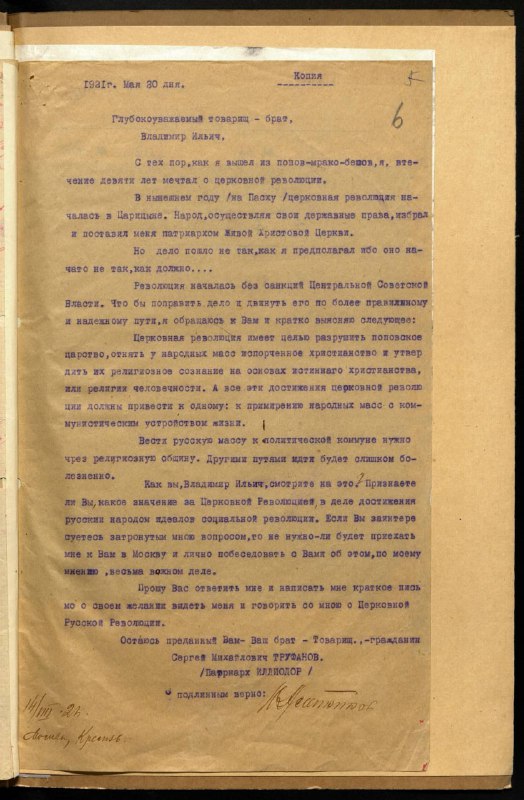 Копия
5
6
1921г. Мая 20 дня.
Глубокоуважаемый товарищ - брат,
Владимир Ильич,
С тех пор,как я вышел из попов-мрако-бесов,я, вте-
чение девяти лет мечтал о церковной революции.
В нынешнем году /на Пасху /церковная революция на-
чалась в Царицыне. Народ,осуществляя свои державные права,избрал
и поставил меня патриархом Живой Христовой Церкви.
Но дело пошло не так,как я предполагал ибо оно на-
чато не так,как должно....
Революция началась без санкций Центральной Советской
Власти. Что бы поправить дело и двинуть его по более правильному
и надежному пути,я обращаюсь к Вам и кратко выясняю следующее:
Церковная революция имеет целью разрушить поповское
царство,отнять у народных масс испорченное христианство и утвер
дить их религиозное сознание на основах истиннаго христианства,
или религии человечности. А все эти достижения церковной револю
ции должны привести к одному: к примирению народных масс с ком-
мунистическим устройством жизни.
Вести русскую массу к политической коммуне нужно
чрез религиозную общину. Другими путами идти будет слишком бо-
лезненно.
Как вы,Владимир Ильич,смотрите на это? Признаете
ли Вы,какое значение за Церковной Революцией, в деле достижения
русским народом идеалов социальной революции. Если Вы заинтере
суетесь затронутым мною вопросом,то не нужно-ли будет приехать
мне к Вам в Москву и лично побеседовать с Вами об этом,по моему
мнению ,весьма важном деле.
Прошу Вас ответить мне и написать мне краткое пись
мо о своем желании видеть меня и говорить со мною о Церковной
Русской Революции.
Остаюсь преданный Вам- Ваш брат - Товарищ.,-гражданин
Сергей Михайлович ТРУФАНОВ.
/Патриарх ИЛЛИОДОР /
С подлинным верно:
14/VIII-21.
Москва, Кремль.